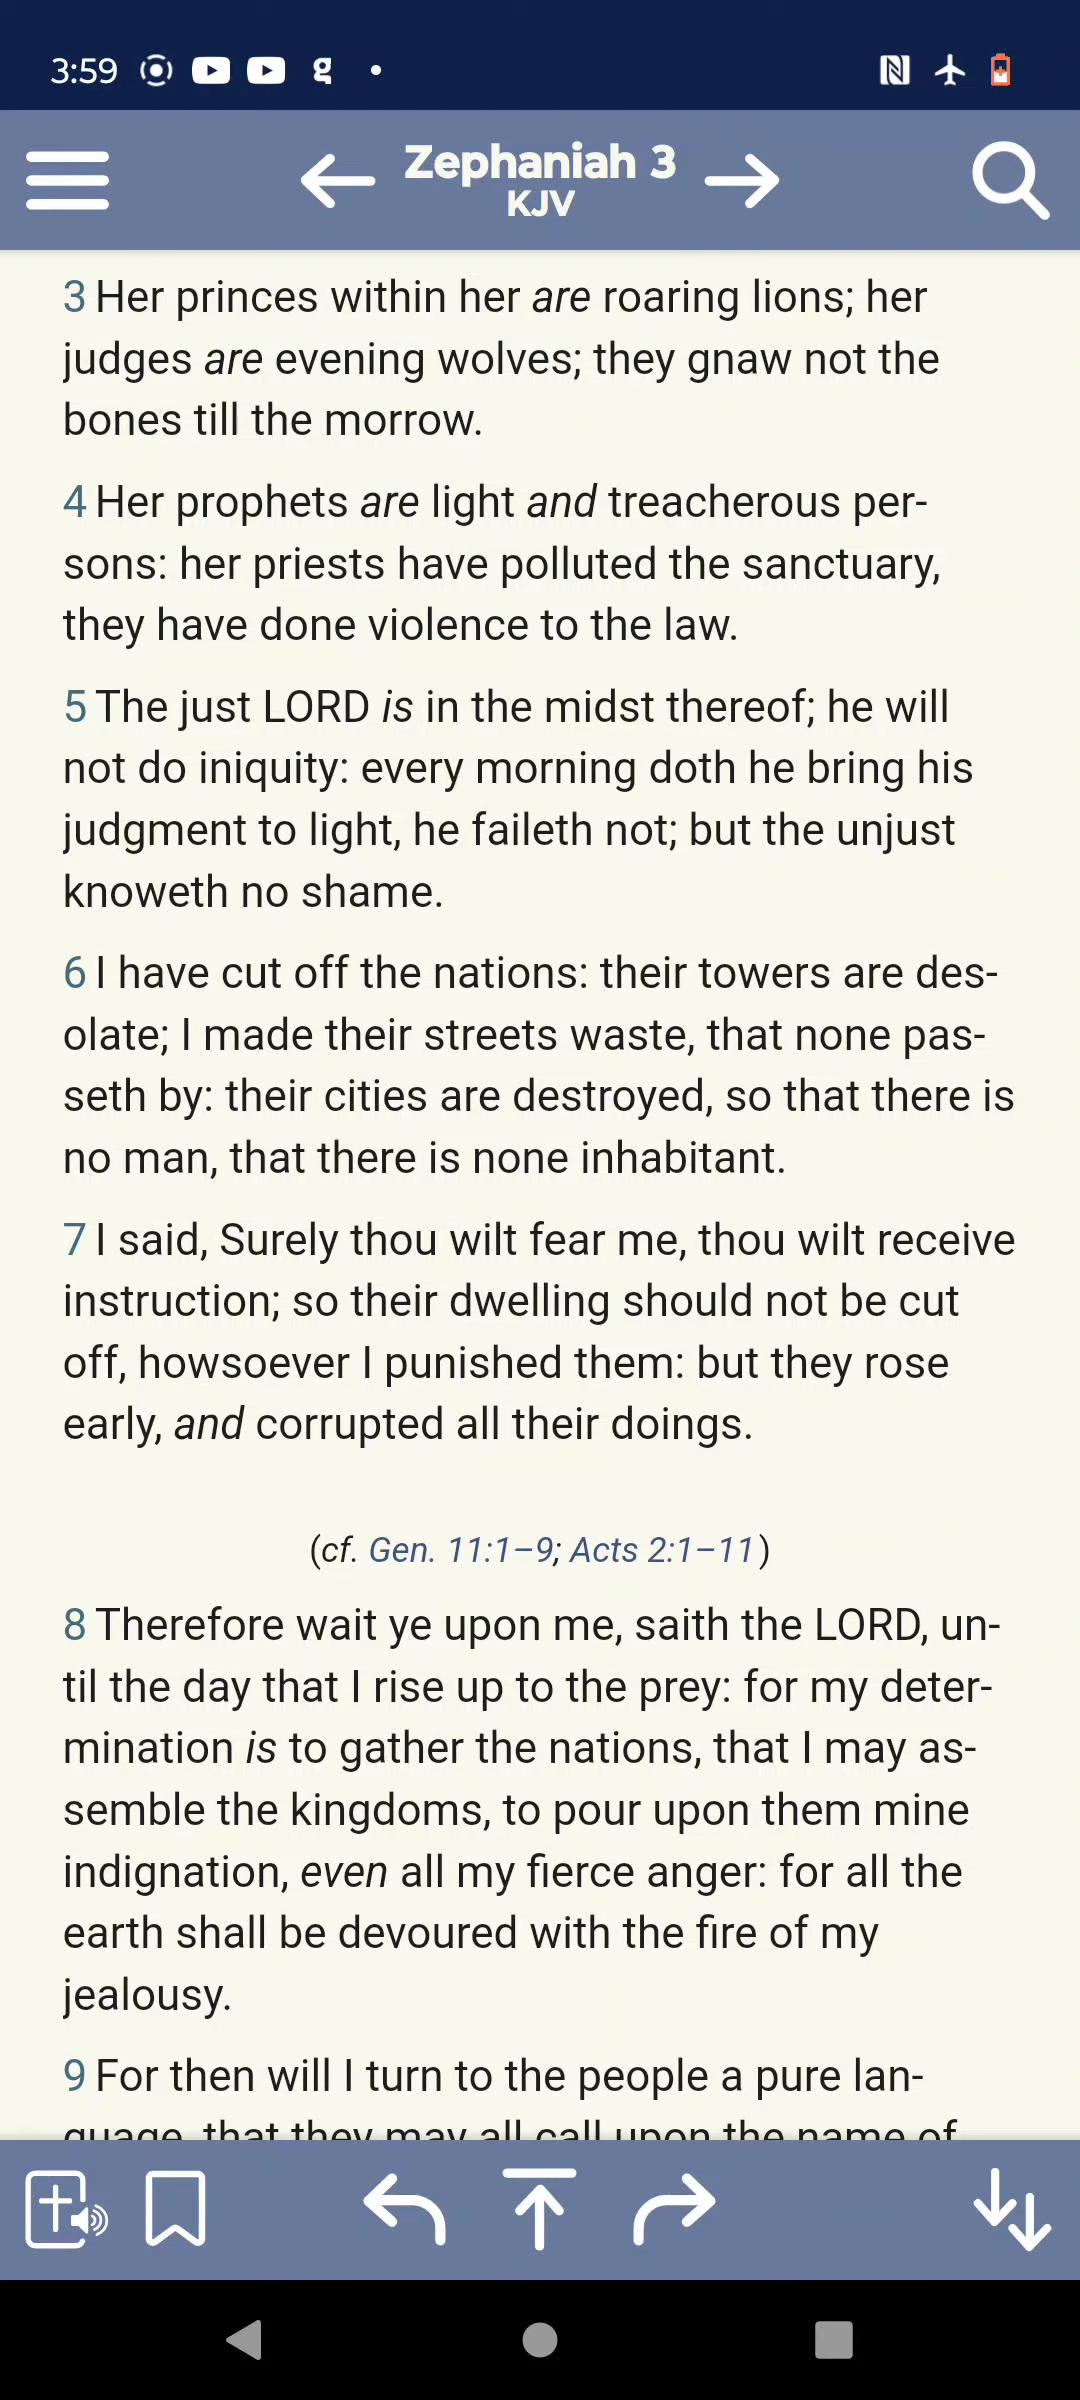 3:59
Zephaniah 3
KJV
3 Her princes within her are roaring lions; her
judges are evening wolves; they gnaw not the
bones till the morrow.
4 Her prophets are light and treacherous per-
sons: her priests have polluted the sanctuary,
they have done violence to the law.
5 The just LORD is in the midst thereof; he will
not do iniquity: every morning doth he bring his
judgment to light, he faileth not; but the unjust
knoweth no shame.
6 I have cut off the nations: their towers are des-
olate; I made their streets waste, that none pas-
seth by: their cities are destroyed, so that there is
no man, that there is none inhabitant.
7 I said, Surely thou wilt fear me, thou wilt receive
instruction; so their dwelling should not be cut
off, howsoever I punished them: but they rose
early, and corrupted all their doings.
(cf. Gen. 11:1–9; Acts 2:1–11)
8 Therefore wait ye upon me, saith the LORD, un-
til the day that I rise up to the prey: for my deter-
mination is to gather the nations, that I may as-
semble the kingdoms, to pour upon them mine
indignation, even all my fierce anger: for all the
earth shall be devoured with the fire of my
jealousy.
9 For then will I turn to the people a pure lan-
guage, that they may all call upon the name of